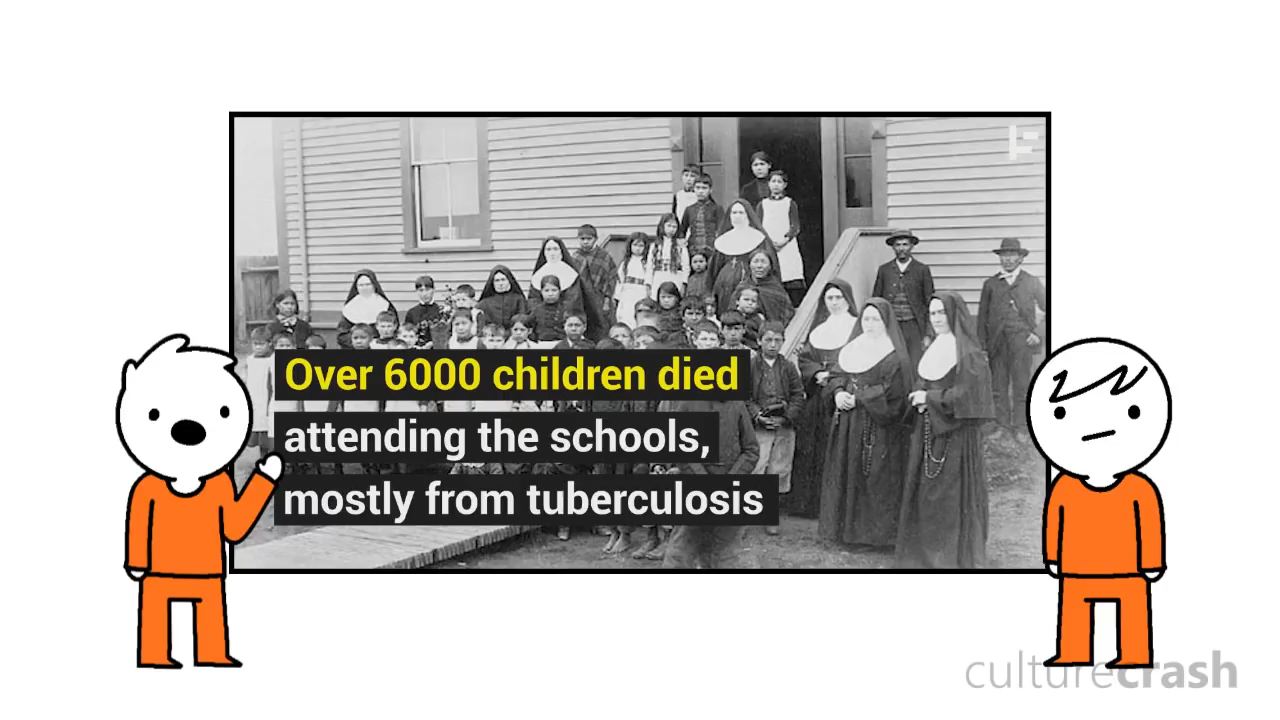 Over 6000 children died
attending the schools,
mostly from tuberculosis
culturecrash